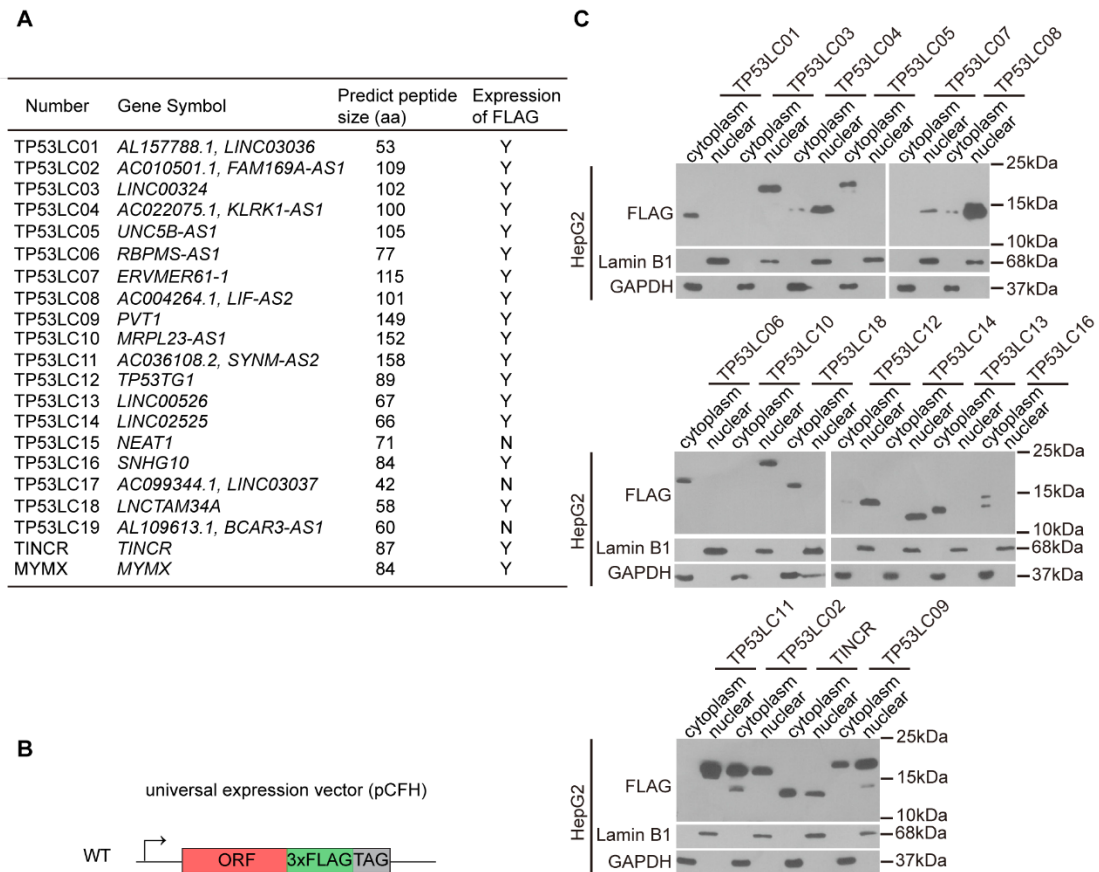 A
Number Gene Symbol Predict peptide size (aa) Expression of FLAG
TP53LC01 AL157788.1, LINC03036 53 Y
TP53LC02 AC010501.1, FAM169A-AS1 109 Y
TP53LC03 LINC00324 102 Y
TP53LC04 AC022075.1, KLRK1-AS1 100 Y
TP53LC05 UNC5B-AS1 105 Y
TP53LC06 RBPMS-AS1 77 Y
TP53LC07 ERVMER61-1 115 Y
TP53LC08 AC004264.1, LIF-AS2 101 Y
TP53LC09 PVT1 149 Y
TP53LC10 MRPL23-AS1 152 Y
TP53LC11 AC036108.2, SYNM-AS2 158 Y
TP53LC12 TP53TG1 89 Y
TP53LC13 LINC00526 67 Y
TP53LC14 LINC02525 66 Y
TP53LC15 NEAT1 71 N
TP53LC16 SNHG10 84 Y
TP53LC17 AC099344.1, LINC03037 42 N
TP53LC18 LNCTAM34A 58 Y
TP53LC19 AL109613.1, BCAR3-AS1 60 N
TINCR TINCR 87 Y
MYMX MYMX 84 Y
B
universal expression vector (pCFH)
WT ORF 3xFLAG TAG
C
TP53LC01 TP53LC03 TP53LC04 TP53LC05 TP53LC07 TP53LC08
cytoplasm nuclear cytoplasm nuclear cytoplasm nuclear cytoplasm nuclear cytoplasm nuclear cytoplasm nuclear
HepG2
FLAG
25kDa
15kDa
10kDa
Lamin B1 68kDa
GAPDH 37kDa
TP53LC06 TP53LC10 TP53LC18 TP53LC12 TP53LC14 TP53LC13 TP53LC16
cytoplasm nuclear cytoplasm nuclear cytoplasm nuclear cytoplasm nuclear cytoplasm nuclear cytoplasm nuclear cytoplasm nuclear
HepG2
FLAG
25kDa
15kDa
10kDa
Lamin B1 68kDa
GAPDH 37kDa
TP53LC11 TP53LC02 TINCR TP53LC09
cytoplasm nuclear cytoplasm nuclear cytoplasm nuclear cytoplasm nuclear
HepG2
FLAG
25kDa
15kDa
10kDa
Lamin B1 68kDa
GAPDH 37kDa